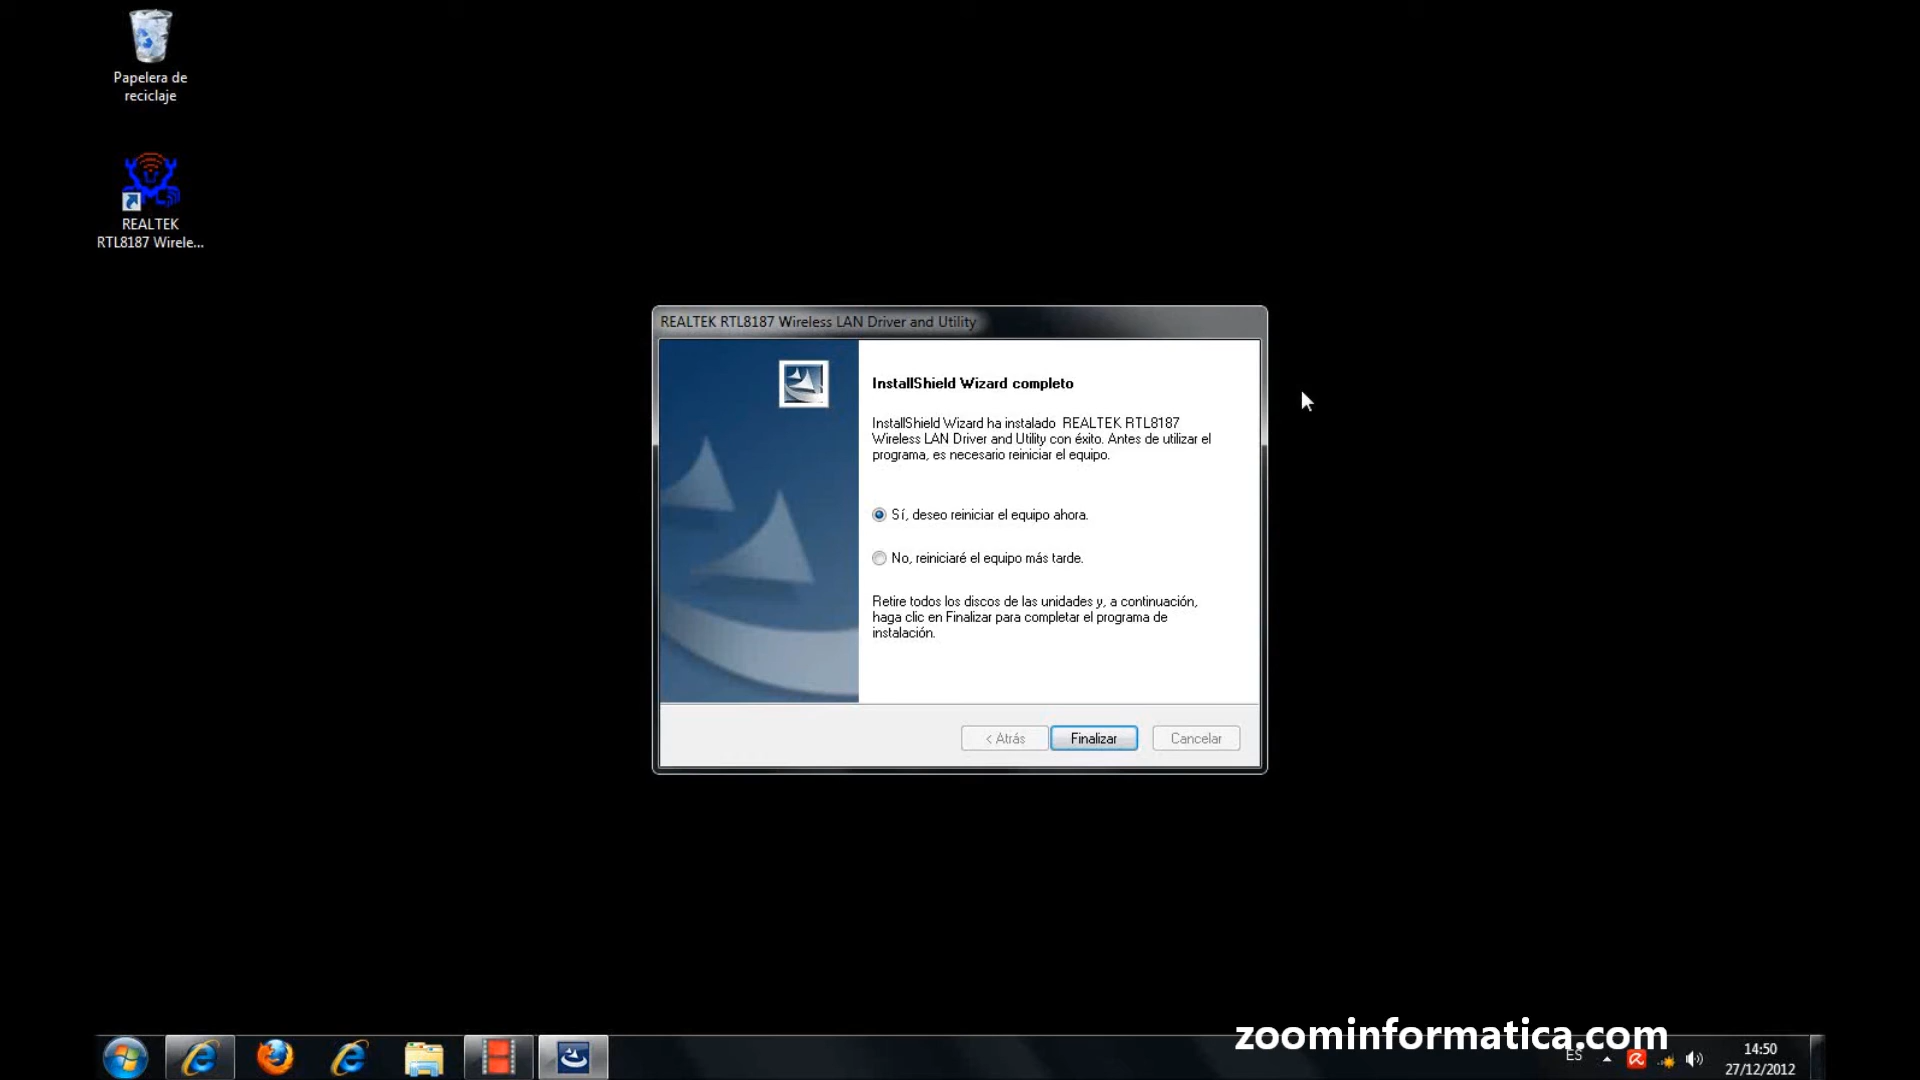 Papelera de
reciclaje
REALTEK
RTL8187 Wirele...
REALTEK RTL8187 Wireless LAN Driver and Utility
InstallShield Wizard completo
InstallShield Wizard ha instalado REALTEK RTL8187
Wireless LAN Driver and Utility con éxito. Antes de utilizar el
programa, es necesario reiniciar el equipo.
Sí, deseo reiniciar el equipo ahora.
No, reiniciaré el equipo más tarde.
Retire todos los discos de las unidades y, a continuación,
haga clic en Finalizar para completar el programa de
instalación.
< Atrás
Finalizar
Cancelar
zoominformatica.com
ES
14:50
27/12/2012